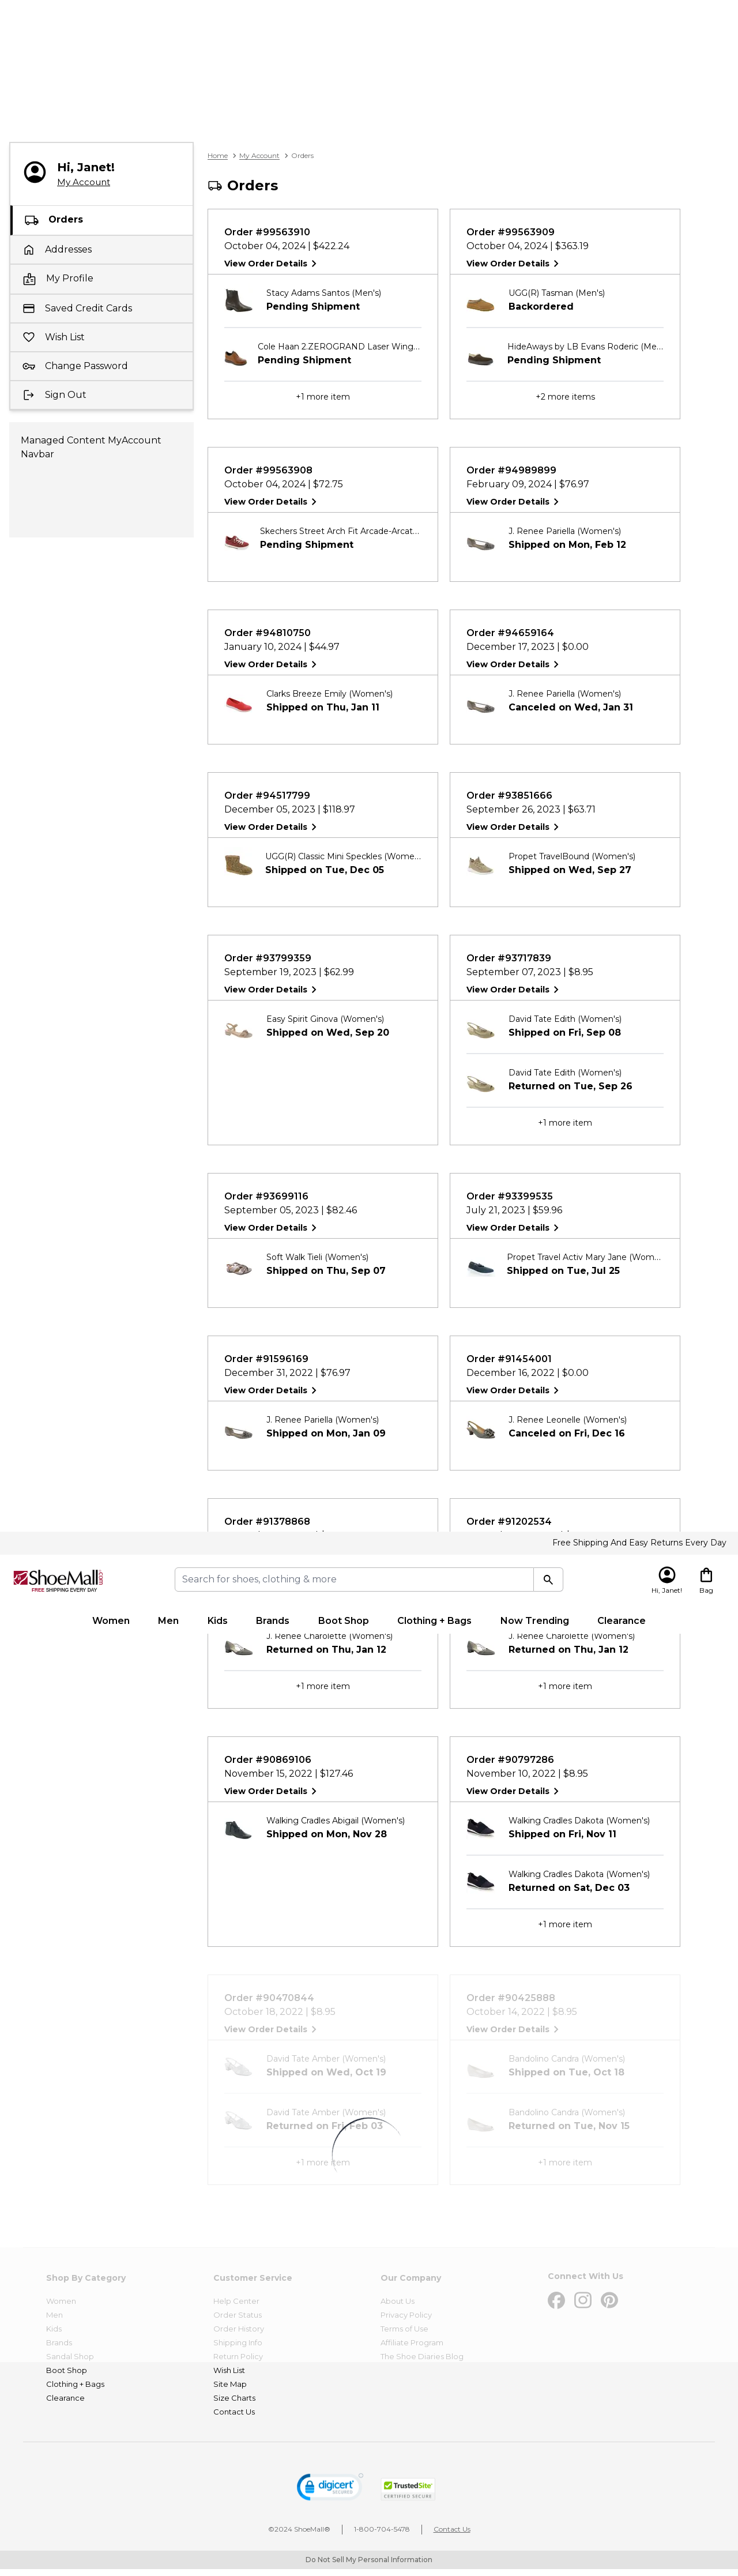 Hi, Janet!
My Account
Orders
Addresses
My Profile
Saved Credit Cards
Wish List
Change Password
Sign Out
Managed Content MyAccount
Navbar
Home > My Account > Orders
Orders
Order #99563910
October 04, 2024 | $422.24
View Order Details
Stacy Adams Santos (Men's)
Pending Shipment
Cole Haan 2.ZEROGRAND Laser Wing...
Pending Shipment
+1 more item
Order #99563909
October 04, 2024 | $363.19
View Order Details
UGG(R) Tasman (Men's)
Backordered
HideAways by LB Evans Roderic (Me...
Pending Shipment
+2 more items
Order #99563908
October 04, 2024 | $72.75
View Order Details
Skechers Street Arch Fit Arcade-Arcat...
Pending Shipment
Order #94989899
February 09, 2024 | $76.97
View Order Details
J. Renee Pariella (Women's)
Shipped on Mon, Feb 12
Order #94810750
January 10, 2024 | $44.97
View Order Details
Clarks Breeze Emily (Women's)
Shipped on Thu, Jan 11
Order #94659164
December 17, 2023 | $0.00
View Order Details
J. Renee Pariella (Women's)
Canceled on Wed, Jan 31
Order #94517799
December 05, 2023 | $118.97
View Order Details
UGG(R) Classic Mini Speckles (Wome...
Shipped on Tue, Dec 05
Order #93851666
September 26, 2023 | $63.71
View Order Details
Propet TravelBound (Women's)
Shipped on Wed, Sep 27
Order #93799359
September 19, 2023 | $62.99
View Order Details
Easy Spirit Ginova (Women's)
Shipped on Wed, Sep 20
Order #93717839
September 07, 2023 | $8.95
View Order Details
David Tate Edith (Women's)
Shipped on Fri, Sep 08
David Tate Edith (Women's)
Returned on Tue, Sep 26
+1 more item
Order #93699116
September 05, 2023 | $82.46
View Order Details
Soft Walk Tieli (Women's)
Shipped on Thu, Sep 07
Order #93399535
July 21, 2023 | $59.96
View Order Details
Propet Travel Activ Mary Jane (Wom...
Shipped on Tue, Jul 25
Order #91596169
December 31, 2022 | $76.97
View Order Details
J. Renee Pariella (Women's)
Shipped on Mon, Jan 09
Order #91454001
December 16, 2022 | $0.00
View Order Details
J. Renee Leonelle (Women's)
Canceled on Fri, Dec 16
Order #91378868
Order #91202534
Free Shipping And Easy Returns Every Day
ShoeMall.com
FREE SHIPPING EVERY DAY
Search for shoes, clothing & more
Hi, Janet!
Bag
Women Men Kids Brands Boot Shop Clothing + Bags Now Trending Clearance
J. Renee Charolette (Women's)
Returned on Thu, Jan 12
+1 more item
J. Renee Charolette (Women's)
Returned on Thu, Jan 12
+1 more item
Order #90869106
November 15, 2022 | $127.46
View Order Details
Walking Cradles Abigail (Women's)
Shipped on Mon, Nov 28
Order #90797286
November 10, 2022 | $8.95
View Order Details
Walking Cradles Dakota (Women's)
Shipped on Fri, Nov 11
Walking Cradles Dakota (Women's)
Returned on Sat, Dec 03
+1 more item
Order #90470844
October 18, 2022 | $8.95
View Order Details
David Tate Amber (Women's)
Shipped on Wed, Oct 19
David Tate Amber (Women's)
Returned on Fri, Feb 03
+1 more item
Order #90425888
October 14, 2022 | $8.95
View Order Details
Bandolino Candra (Women's)
Shipped on Tue, Oct 18
Bandolino Candra (Women's)
Returned on Tue, Nov 15
+1 more item
Shop By Category
Women
Men
Kids
Brands
Sandal Shop
Boot Shop
Clothing + Bags
Clearance
Customer Service
Help Center
Order Status
Order History
Shipping Info
Return Policy
Wish List
Site Map
Size Charts
Contact Us
Our Company
About Us
Privacy Policy
Terms of Use
Affiliate Program
The Shoe Diaries Blog
Connect With Us
digicert
SECURED
TrustedSite
CERTIFIED SECURE
©2024 ShoeMall® | 1-800-704-5478 | Contact Us
Do Not Sell My Personal Information